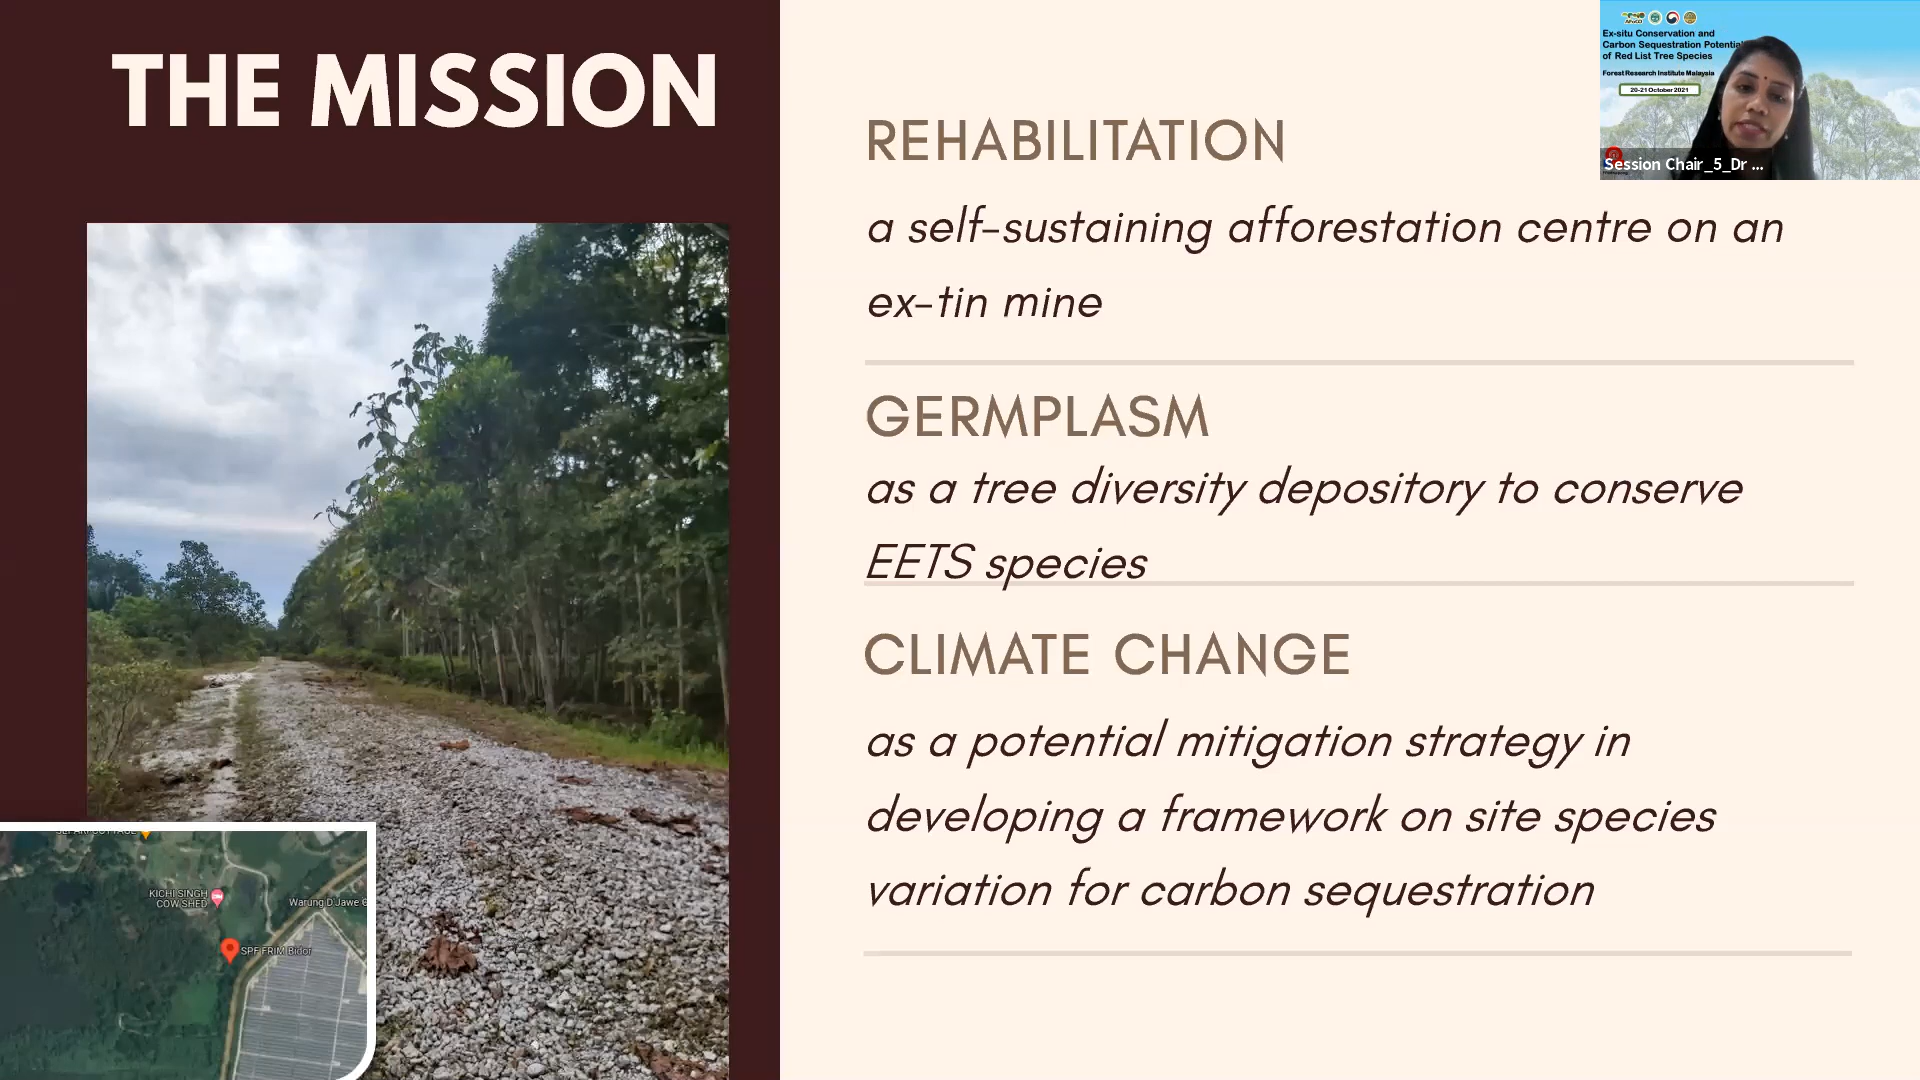 THE MISSION
REHABILITATION
a self-sustaining afforestation centre on an
ex-tin mine
GERMPLASM
as a tree diversity depository to conserve
EETS species
CLIMATE CHANGE
as a potential mitigation strategy in
developing a framework on site species
variation for carbon sequestration
Ex-situ Conservation and
Carbon Sequestration Potential
of Red List Tree Species
Forest Research Institute Malaysia
20-21 October 2021
Session Chair_5_Dr ...
KICHI SINGH
COW SHED
Warung D'Jawe
SPF FRIM Bidor